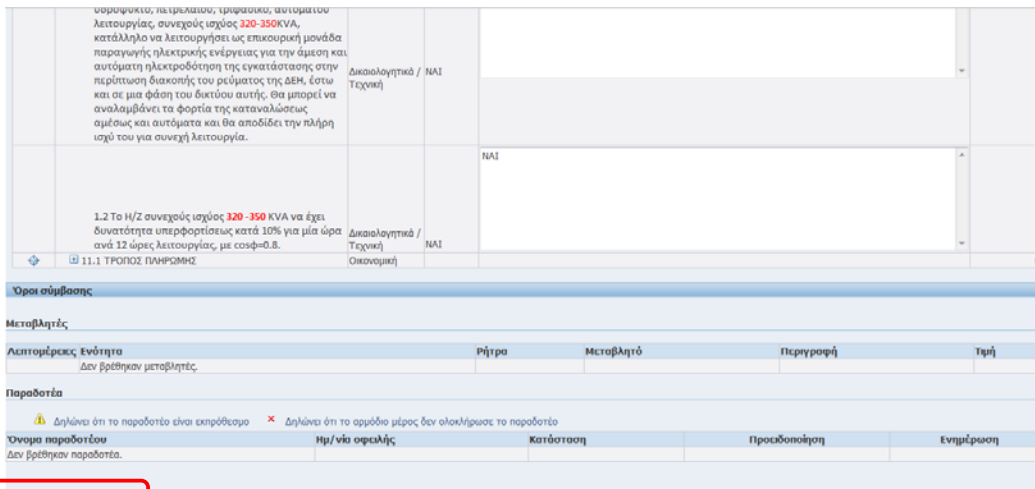 υδρόψυκτο, πετρελαίου, τριφασικό, αυτόματου
λειτουργίας, συνεχούς ισχύος 320-350KVA,
κατάλληλο να λειτουργήσει ως επικουρική μονάδα
παραγωγής ηλεκτρικής ενέργειας για την άμεση και
αυτόματη ηλεκτροδότηση της εγκατάστασης στην
περίπτωση διακοπής του ρεύματος της ΔΕΗ, έστω
και σε μια φάση του δικτύου αυτής. Θα μπορεί να
αναλαμβάνει τα φορτία της καταναλώσεως
αμέσως και αυτόματα και θα αποδίδει την πλήρη
ισχύ του για συνεχή λειτουργία.
Δικαιολογητικά / ΝΑΙ
Τεχνική
ΝΑΙ
1.2 Το Η/Ζ συνεχούς ισχύος 320 -350 KVA να έχει
δυνατότητα υπερφορτίσεως κατά 10% για μία ώρα
ανά 12 ώρες λειτουργίας, με cosφ=0.8.
Δικαιολογητικά /
Τεχνική ΝΑΙ
11.1 ΤΡΟΠΟΣ ΠΛΗΡΩΜΗΣ Οικονομική
Όροι σύμβασης
Μεταβλητές
Λεπτομέρειες Ενότητα Ρήτρα Μεταβλητό Περιγραφή Τιμή
Δεν βρέθηκαν μεταβλητές.
Παραδοτέα
Δηλώνει ότι το παραδοτέο είναι εκπρόθεσμο Δηλώνει ότι το αρμόδιο μέρος δεν ολοκλήρωσε το παραδοτέο
Όνομα παραδοτέου Ημ/νία οφειλής Κατάσταση Προειδοποίηση Ενημέρωση
Δεν βρέθηκαν παραδοτέα.